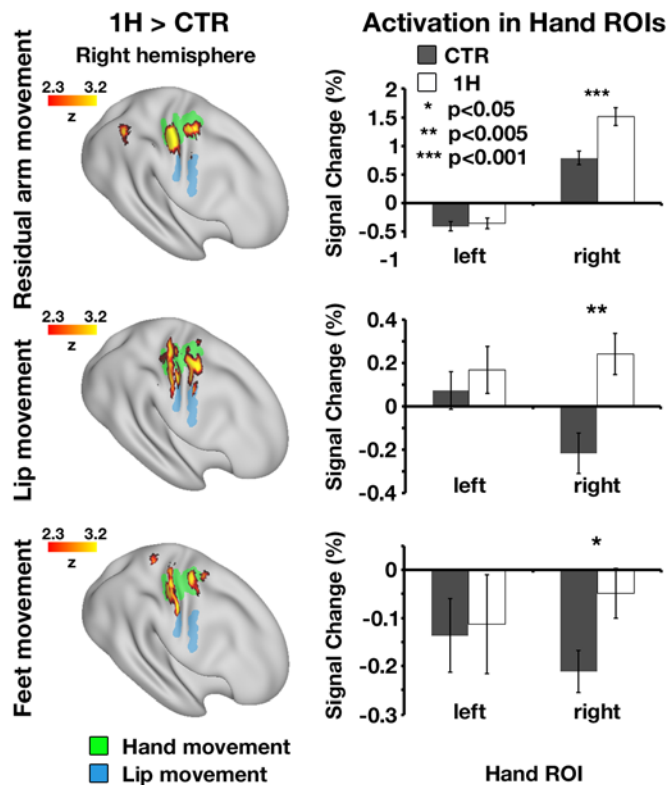 1H > CTR
Activation in Hand ROIs
Right hemisphere
Residual arm movement
2.3 3.2
z
Signal Change (%)
CTR
1H
* p<0.05
** p<0.005
*** p<0.001
2
1.5
1
0.5
0
-0.5
-1
***
left
right
Lip movement
2.3 3.2
z
Signal Change (%)
0.4
0.2
0
-0.2
-0.4
**
left
right
Feet movement
2.3 3.2
z
Signal Change (%)
0
-0.1
-0.2
-0.3
*
left
right
Hand movement
Lip movement
Hand ROI